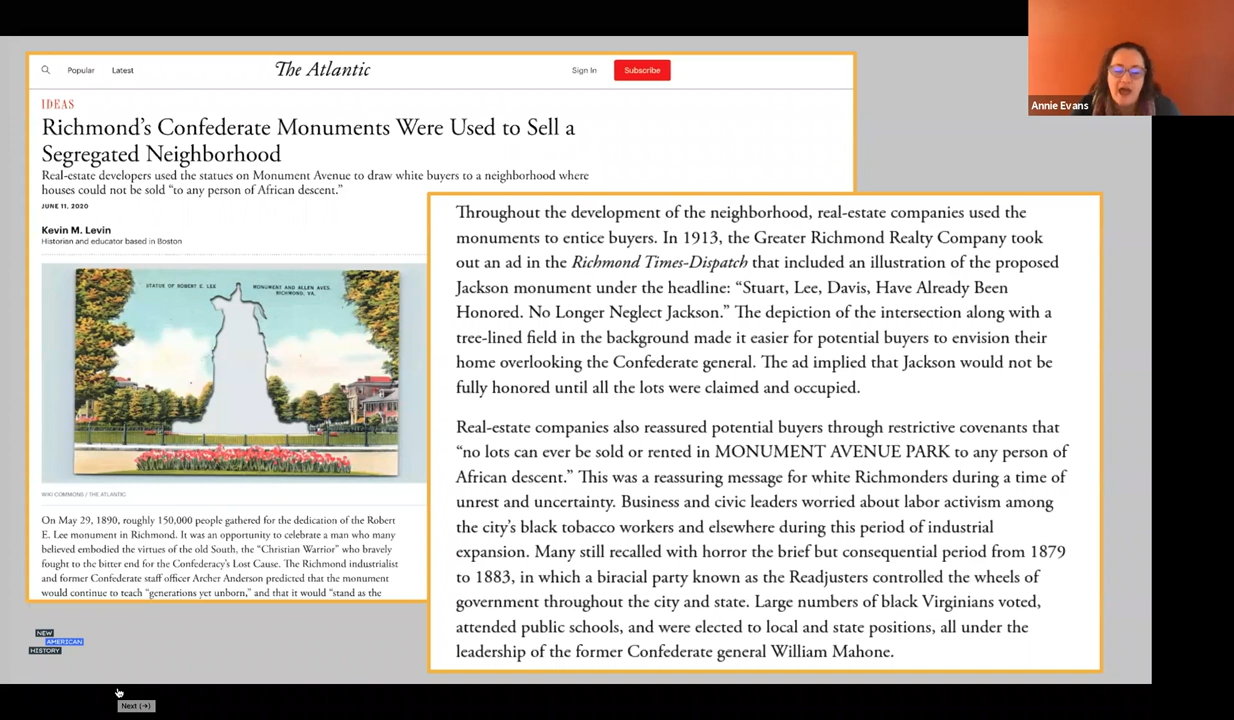 Popular
Latest
The Atlantic
Sign In
Subscribe
IDEAS
Richmond's Confederate Monuments Were Used to Sell a
Segregated Neighborhood
Real-estate developers used the statues on Monument Avenue to draw white buyers to a neighborhood where
houses could not be sold "to any person of African descent."
JUNE 11, 2020
Kevin M. Levin
Historian and educator based in Boston
STATUE OF ROBERT E. LEE
MONUMENT AND ALLEN AVES.
RICHMOND, VA.
WIKI COMMONS / THE ATLANTIC
On May 29, 1890, roughly 150,000 people gathered for the dedication of the Robert
E. Lee monument in Richmond. It was an opportunity to celebrate a man who many
believed embodied the virtues of the old South, the "Christian Warrior" who bravely
fought to the bitter end for the Confederacy's Lost Cause. The Richmond industrialist
and former Confederate staff officer Archer Anderson predicted that the monument
would continue to teach "generations yet unborn," and that it would "stand as the
Throughout the development of the neighborhood, real-estate companies used the
monuments to entice buyers. In 1913, the Greater Richmond Realty Company took
out an ad in the Richmond Times-Dispatch that included an illustration of the proposed
Jackson monument under the headline: "Stuart, Lee, Davis, Have Already Been
Honored. No Longer Neglect Jackson." The depiction of the intersection along with a
tree-lined field in the background made it easier for potential buyers to envision their
home overlooking the Confederate general. The ad implied that Jackson would not be
fully honored until all the lots were claimed and occupied.
Real-estate companies also reassured potential buyers through restrictive covenants that
"no lots can ever be sold or rented in MONUMENT AVENUE PARK to any person of
African descent." This was a reassuring message for white Richmonders during a time of
unrest and uncertainty. Business and civic leaders worried about labor activism among
the city's black tobacco workers and elsewhere during this period of industrial
expansion. Many still recalled with horror the brief but consequential period from 1879
to 1883, in which a biracial party known as the Readjusters controlled the wheels of
government throughout the city and state. Large numbers of black Virginians voted,
attended public schools, and were elected to local and state positions, all under the
leadership of the former Confederate general William Mahone.
Annie Evans
NEW
AMERICAN
HISTORY
Next (→)